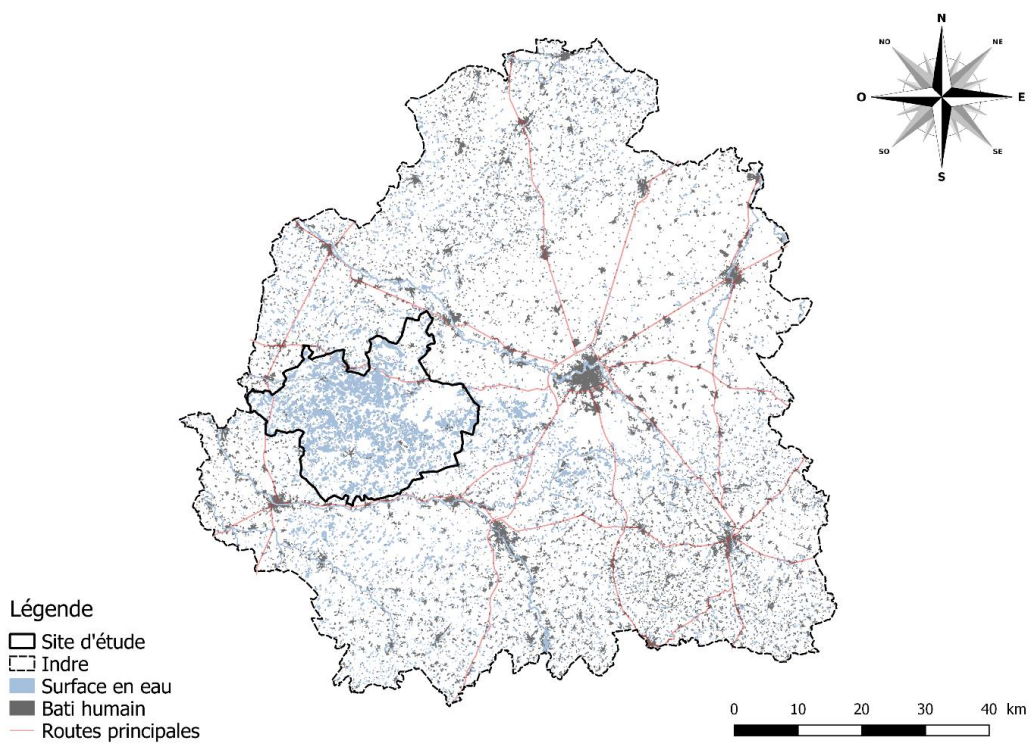 N
NO NE
O E
SO SE
S
Légende
Site d'étude
Indre
Surface en eau
Bati humain
Routes principales
0 10 20 30 40 km